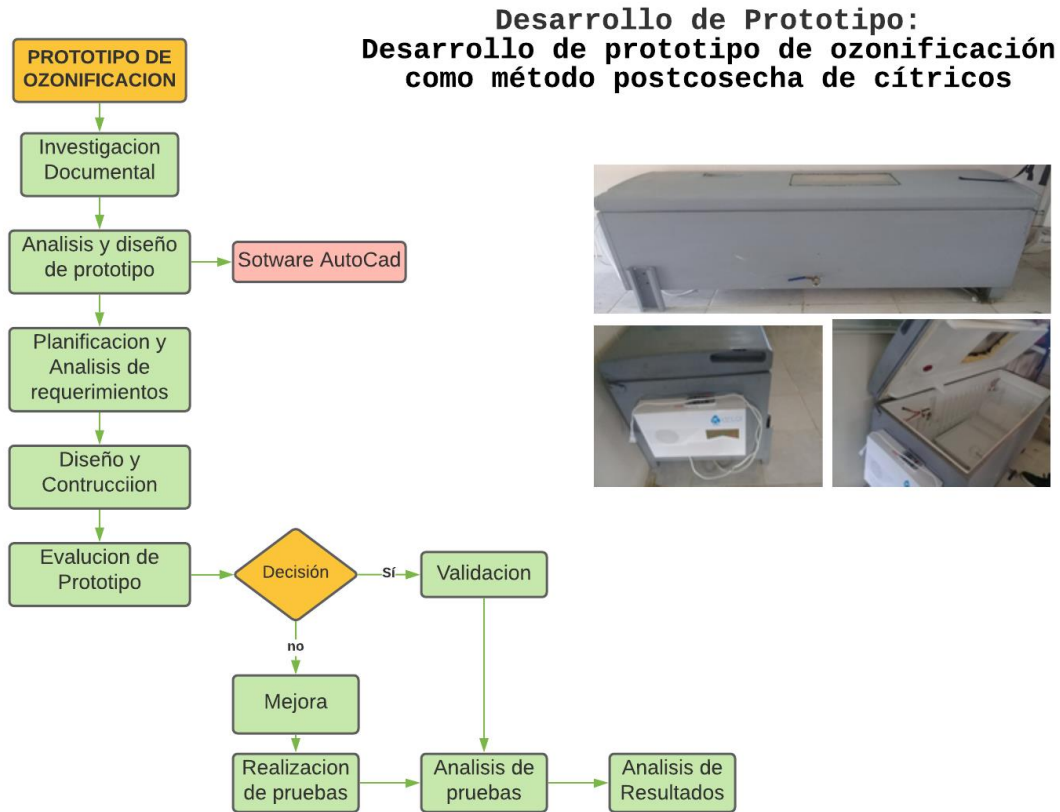 Desarrollo de Prototipo:
Desarrollo de prototipo de ozonificación
como método postcosecha de cítricos
PROTOTIPO DE
OZONIFICACION
Investigacion
Documental
Analisis y diseño
de prototipo
Sotware AutoCad
Planificacion y
Analisis de
requerimientos
Diseño y
Contrucciion
Evalucion de
Prototipo
Decisión
Sí
Validacion
no
Mejora
Realizacion
de pruebas
Analisis de
pruebas
Analisis de
Resultados